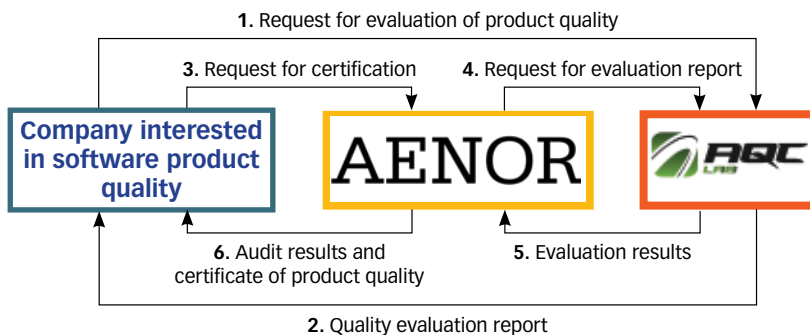 1. Request for evaluation of product quality
3. Request for certification
4. Request for evaluation report
Company interested
in software product
quality
AENOR
AQC
LAB
6. Audit results and
certificate of product quality
5. Evaluation results
2. Quality evaluation report